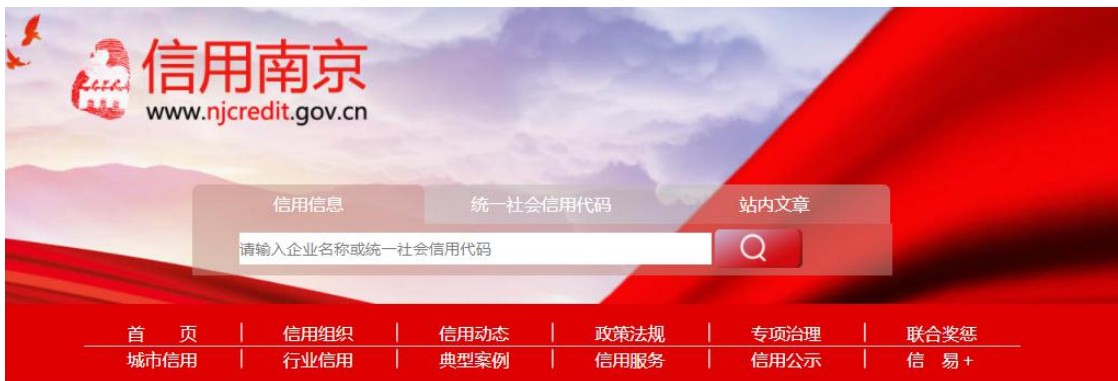 信用南京
www.njcredit.gov.cn
信用信息 统一社会信用代码 站内文章
请输入企业名称或统一社会信用代码
首 页 | 信用组织 | 信用动态 | 政策法规 | 专项治理 | 联合奖惩
城市信用 | 行业信用 | 典型案例 | 信用服务 | 信用公示 | 信 易+